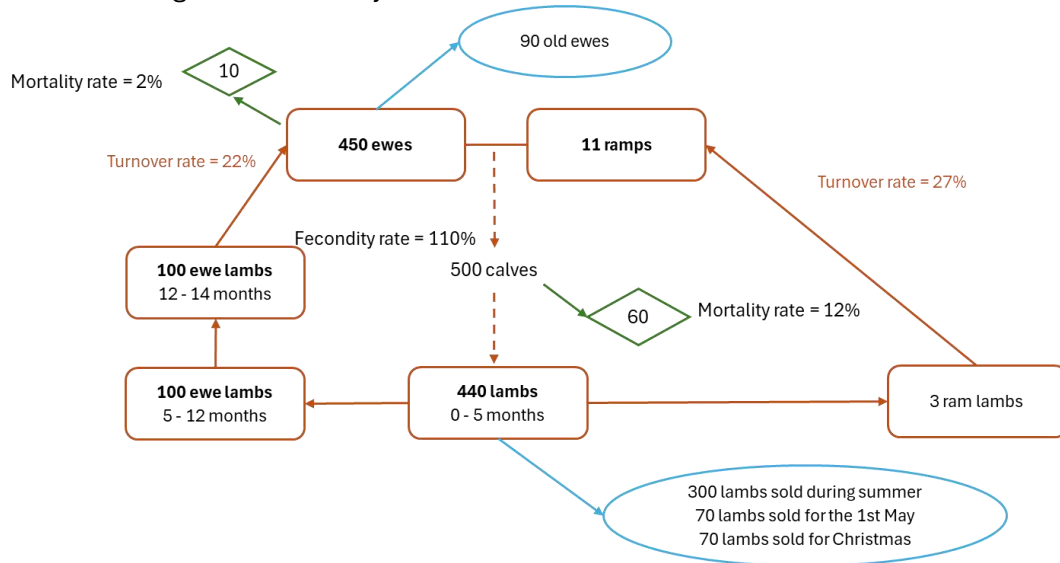 90 old ewes
10
Mortality rate = 2%
450 ewes
11 ramps
Turnover rate = 22%
Turnover rate = 27%
Fecondity rate = 110%
100 ewe lambs
12 - 14 months
500 calves
60
Mortality rate = 12%
100 ewe lambs
5 - 12 months
440 lambs
0 - 5 months
3 ram lambs
300 lambs sold during summer
70 lambs sold for the 1st May
70 lambs sold for Christmas